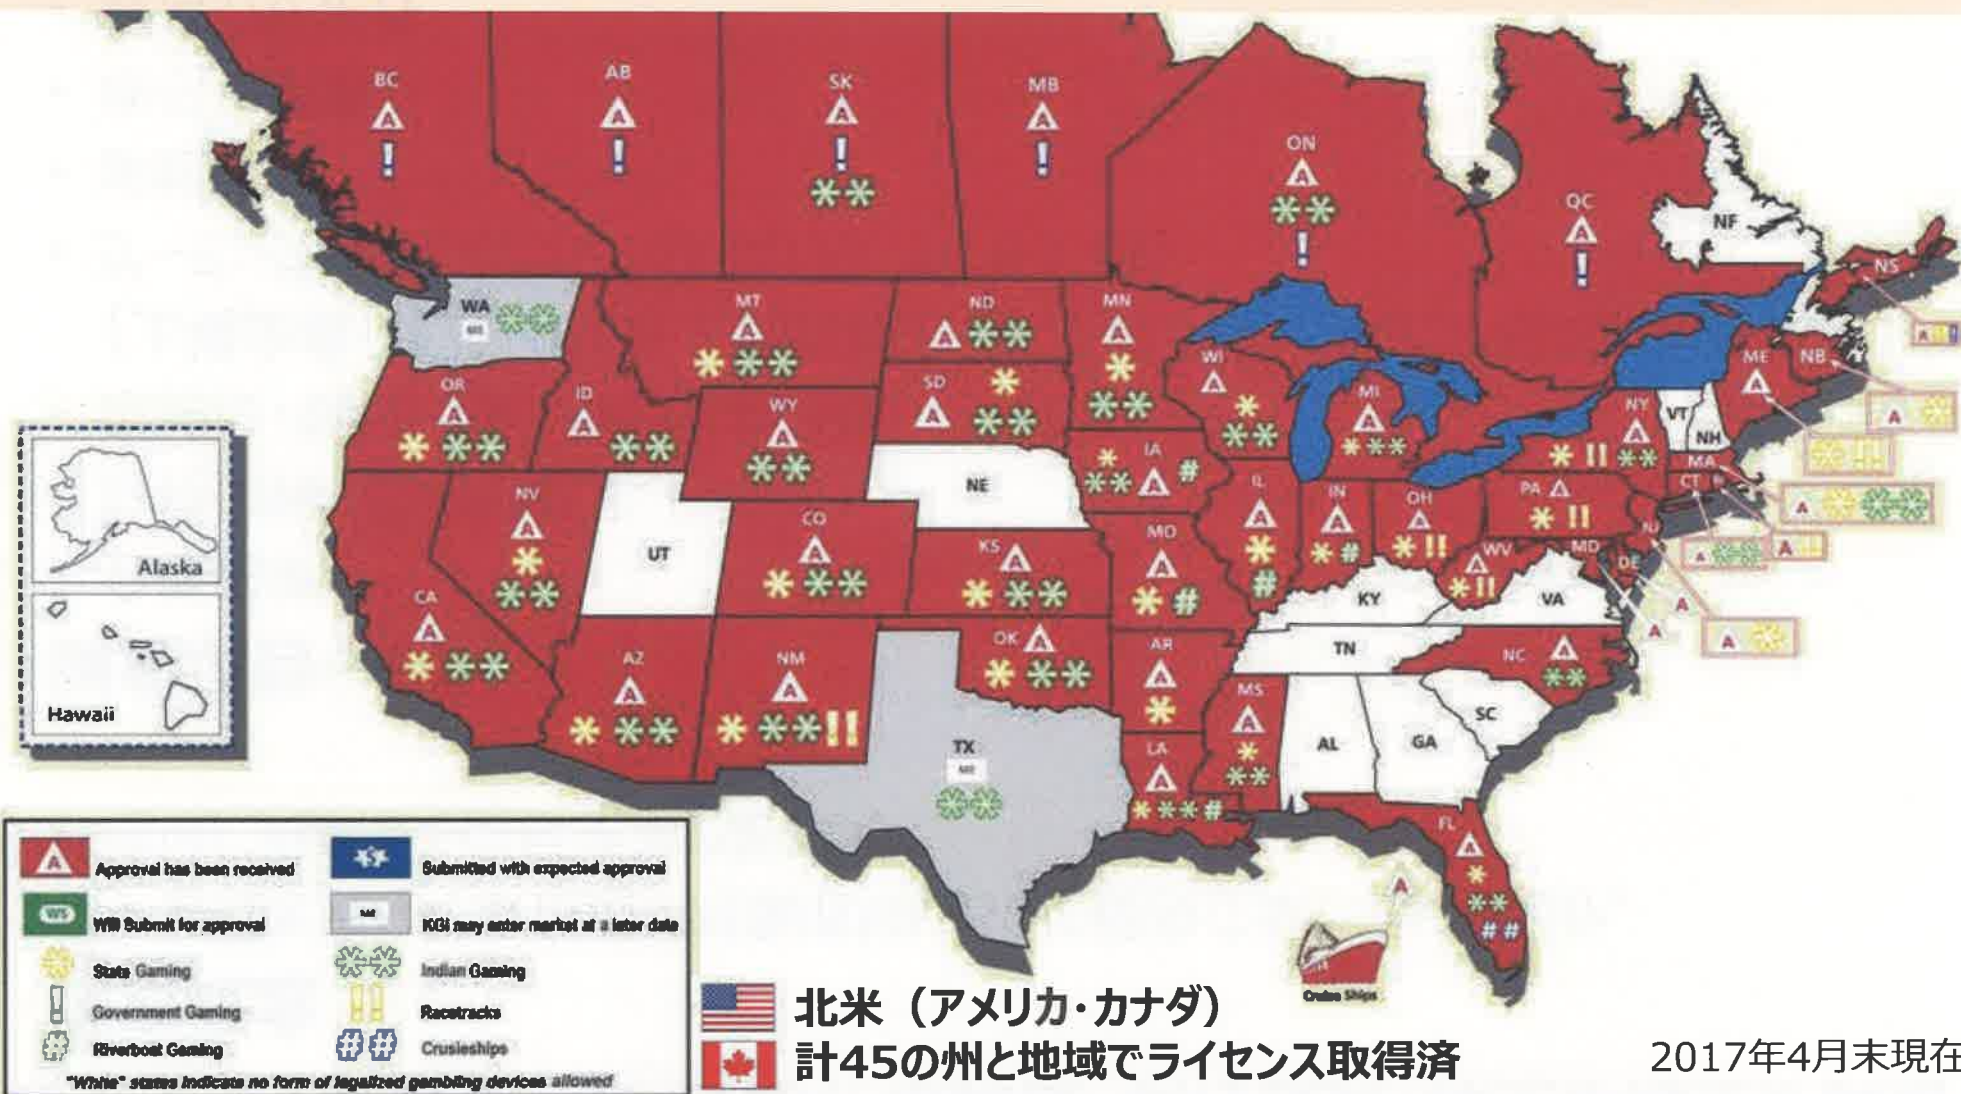 BC
AB
SK
MB
ON
QC
NF
NS
NB
WA
MT
ND
MN
WI
MI
NY
VT
NH
ME
MA
CT
OR
ID
WY
SD
IA
IL
IN
OH
PA
NJ
NV
UT
CO
NE
KS
MO
KY
WV
VA
MD
DE
CA
AZ
NM
OK
AR
TN
NC
TX
LA
MS
AL
GA
SC
FL
Alaska
Hawaii
Cruise Ships
A Approval has been received
Submitted with expected approval
WS Will Submit for approval
KGI may enter market at a later date
State Gaming
Indian Gaming
! Government Gaming
!! Racetracks
# Riverboat Gaming
## Crusieships
"White" states indicate no form of legalized gambling devices allowed
北米（アメリカ・カナダ）
計45の州と地域でライセンス取得済
2017年4月末現在